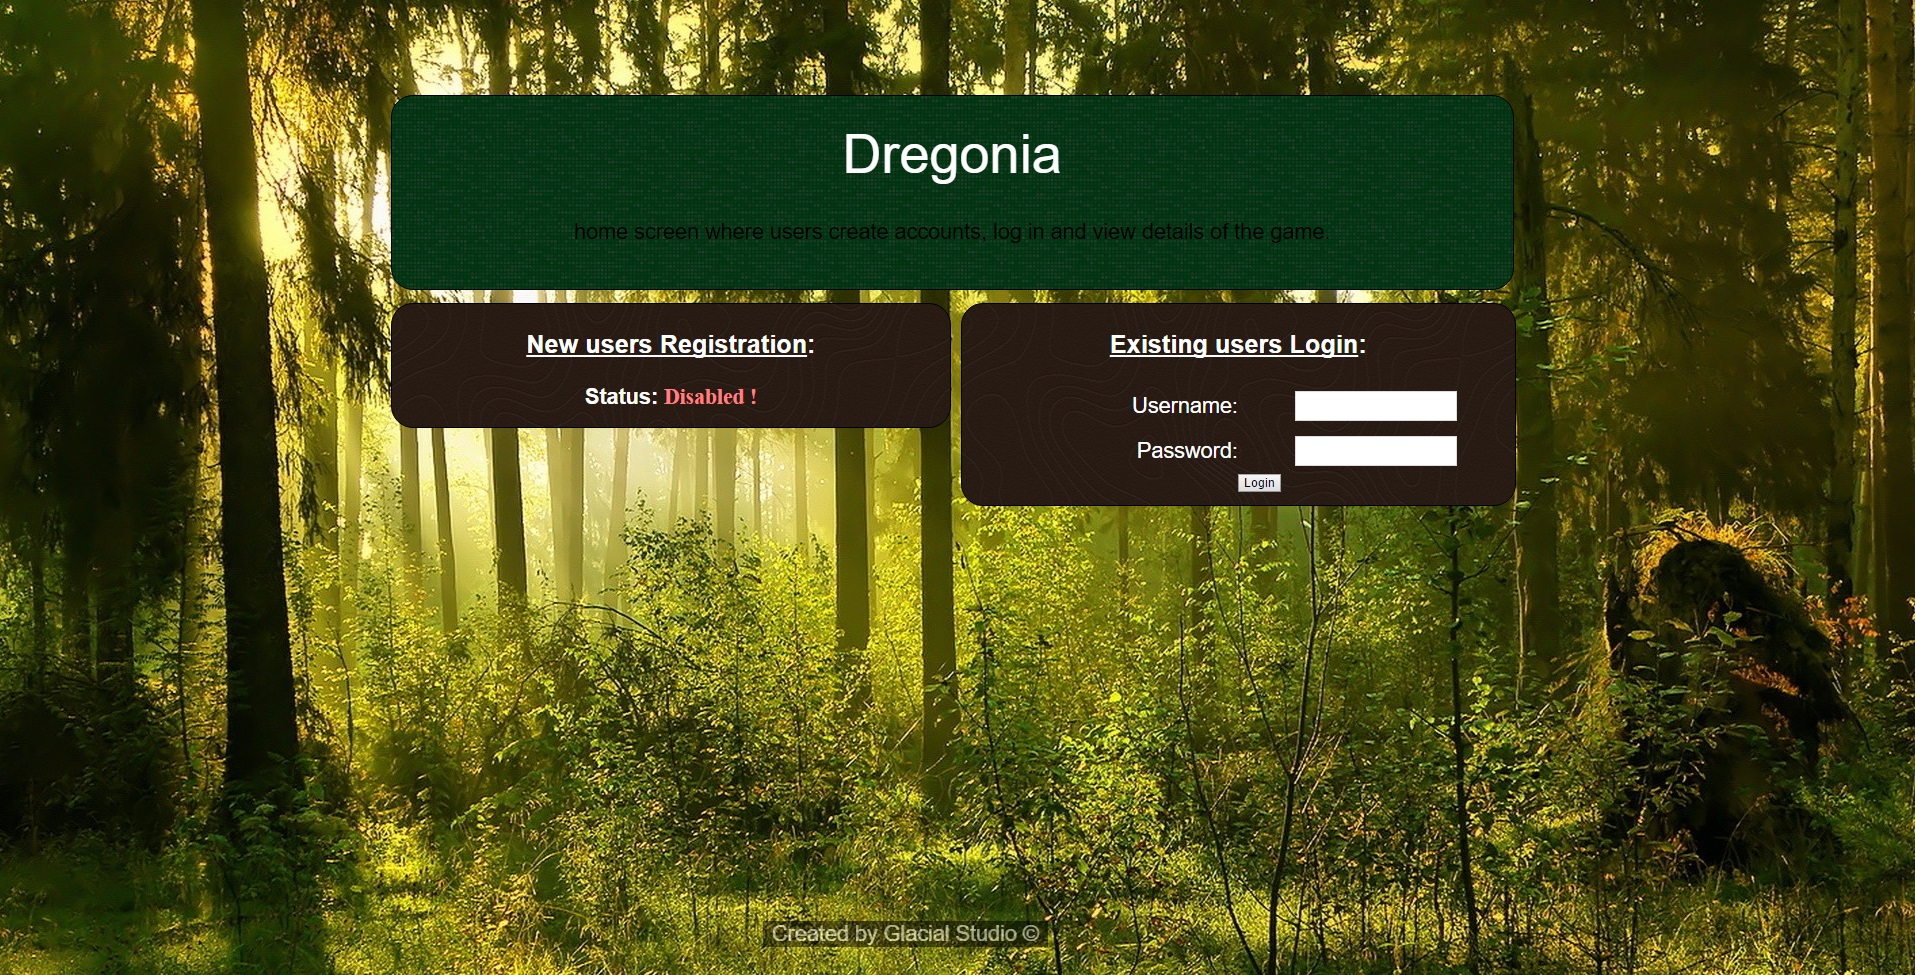 Dregonia
home screen where users create accounts, log in and view details of the game.
New users Registration:
Status: Disabled !
Existing users Login:
Username:
Password:
Login
Created by Glacial Studio ©